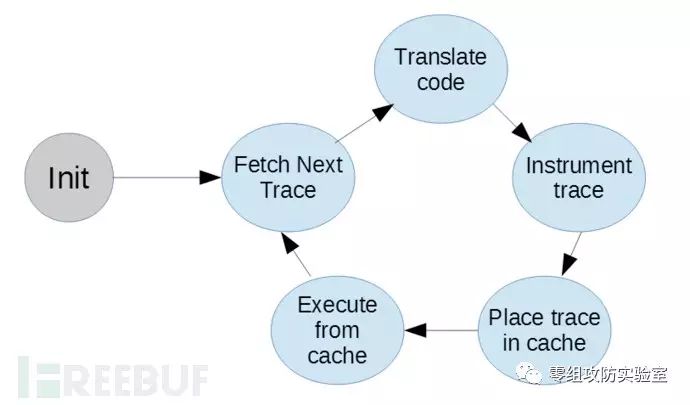 Init
Fetch Next
Trace
Translate
code
Instrument
trace
Place trace
in cache
Execute
from
cache
FREEBUF
零组攻防实验室